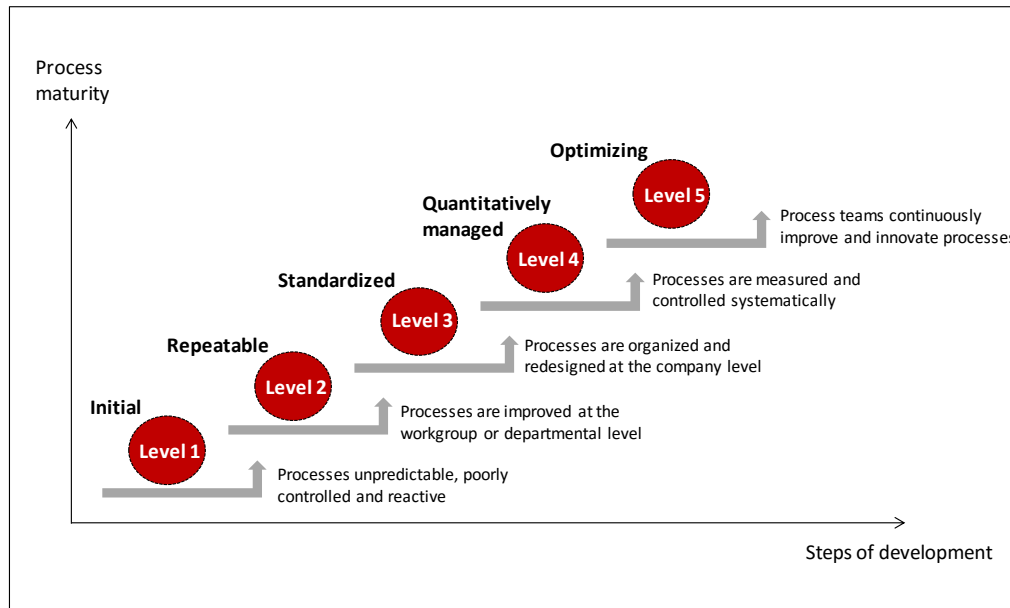 Process
maturity
Optimizing
Level 5
Process teams continuously
improve and innovate processes
Quantitatively
managed
Level 4
Processes are measured and
controlled systematically
Standardized
Level 3
Processes are organized and
redesigned at the company level
Repeatable
Level 2
Processes are improved at the
workgroup or departmental level
Initial
Level 1
Processes unpredictable, poorly
controlled and reactive
Steps of development